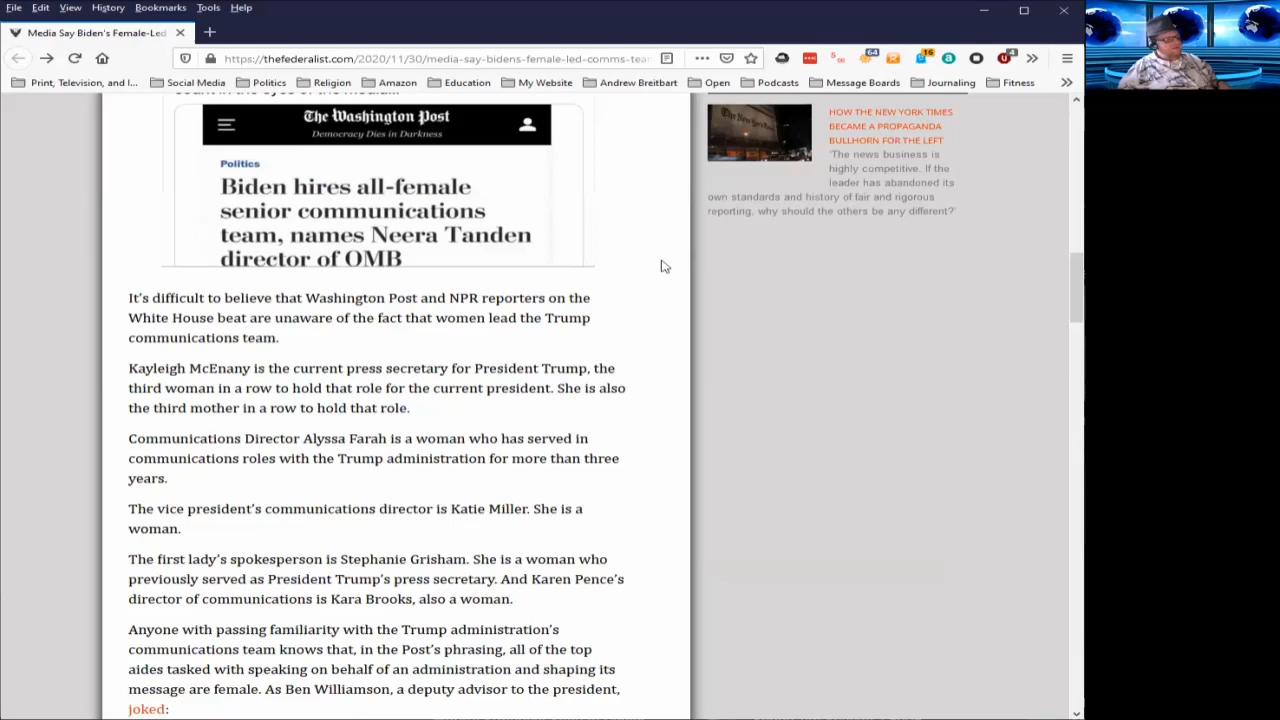 File Edit View History Bookmarks Tools Help
Media Say Biden's Female-Led
https://thefederalist.com/2020/11/30/media-say-bidens-female-led-comms-tea
64
16
4
Print, Television, and I... Social Media Politics Religion Amazon Education My Website Andrew Breitbart Open Podcasts Message Boards Journaling Fitness
The Washington Post
Democracy Dies in Darkness
Politics
Biden hires all-female
senior communications
team, names Neera Tanden
director of OMB
It's difficult to believe that Washington Post and NPR reporters on the
White House beat are unaware of the fact that women lead the Trump
communications team.
Kayleigh McEnany is the current press secretary for President Trump, the
third woman in a row to hold that role for the current president. She is also
the third mother in a row to hold that role.
Communications Director Alyssa Farah is a woman who has served in
communications roles with the Trump administration for more than three
years.
The vice president's communications director is Katie Miller. She is a
woman.
The first lady's spokesperson is Stephanie Grisham. She is a woman who
previously served as President Trump's press secretary. And Karen Pence's
director of communications is Kara Brooks, also a woman.
Anyone with passing familiarity with the Trump administration's
communications team knows that, in the Post's phrasing, all of the top
aides tasked with speaking on behalf of an administration and shaping its
message are female. As Ben Williamson, a deputy advisor to the president,
joked:
HOW THE NEW YORK TIMES
BECAME A PROPAGANDA
BULLHORN FOR THE LEFT
'The news business is
highly competitive. If the
leader has abandoned its
own standards and history of fair and rigorous
reporting, why should the others be any different?'